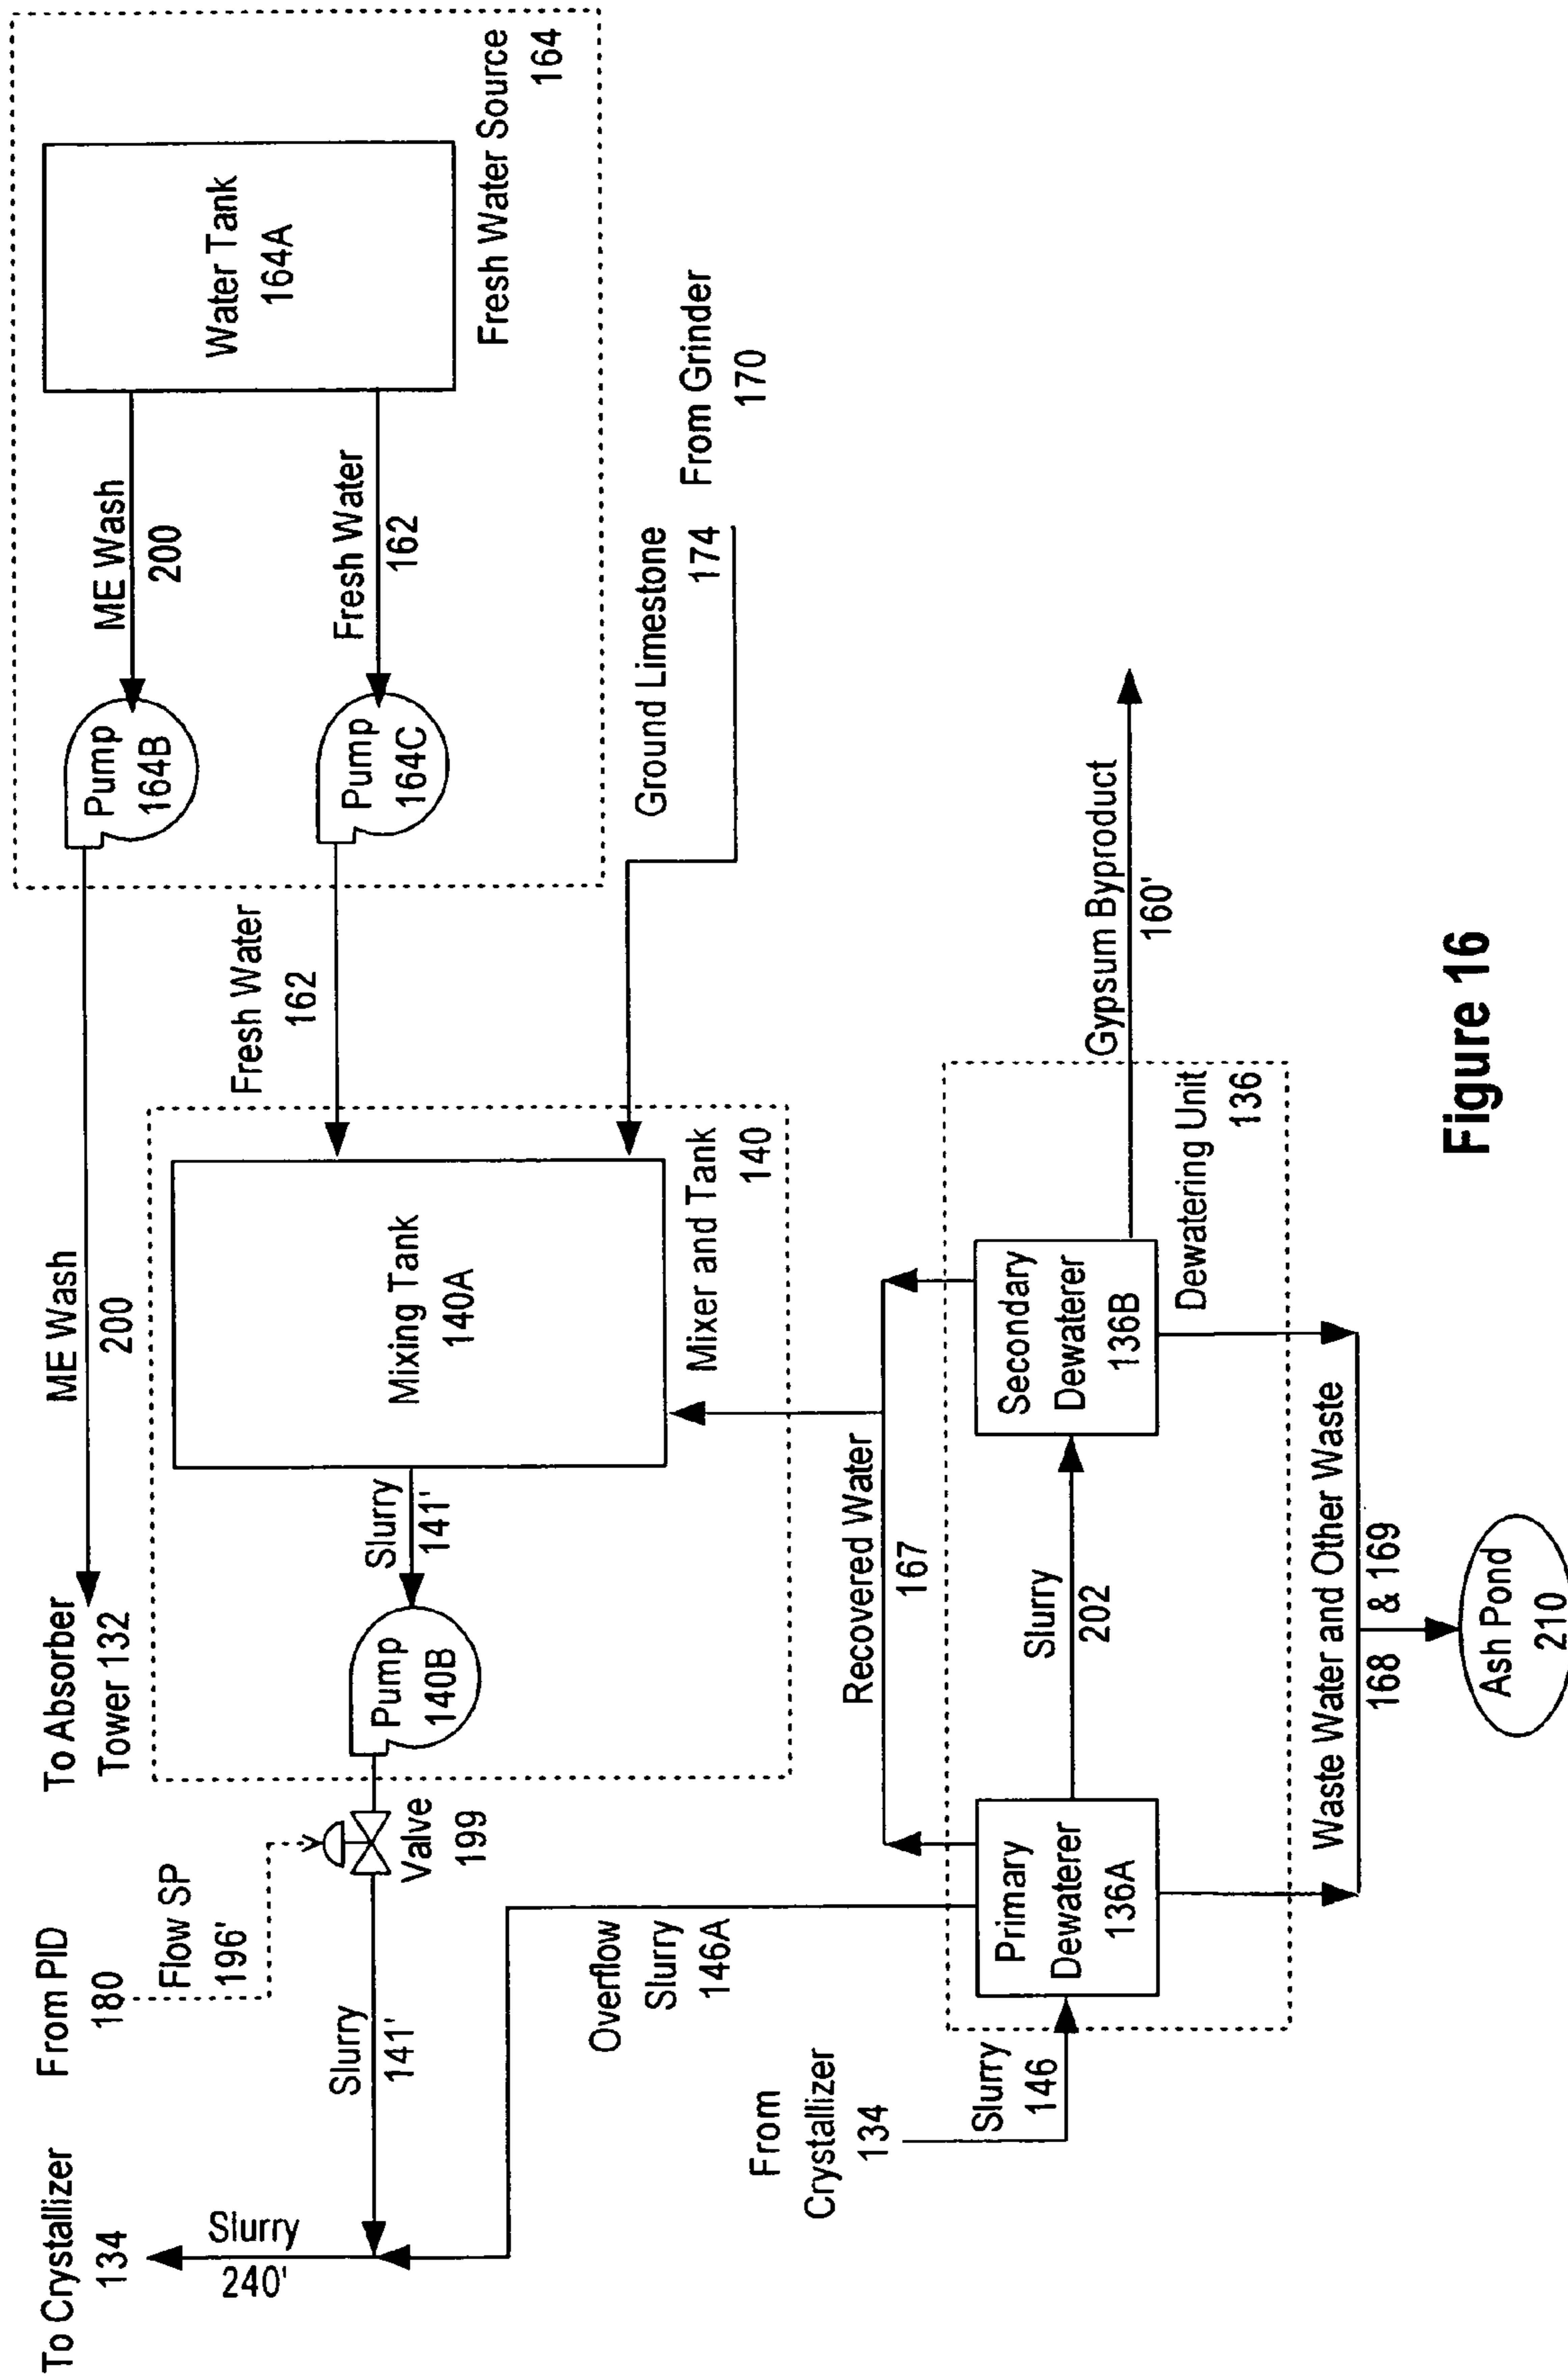 To Crystallizer
134
Slurry
240'
From PID
180
Flow SP
196'
Slurry
141'
Valve
199
To Absorber
Tower 132
ME Wash
200
Pump
140B
Slurry
141'
Mixing Tank
140A
Mixer and Tank
140
Fresh Water
162
Pump
164B
Pump
164C
ME Wash
200
Fresh Water
162
Water Tank
164A
Fresh Water Source
164
Ground Limestone
174
From Grinder
170
Overflow
Slurry
146A
Recovered Water
167
From
Crystallizer
134
Slurry
146
Primary
Dewaterer
136A
Slurry
202
Secondary
Dewaterer
136B
Dewatering Unit
136
Gypsum Byproduct
160'
Waste Water and Other Waste
168 & 169
Ash Pond
210
Figure 16